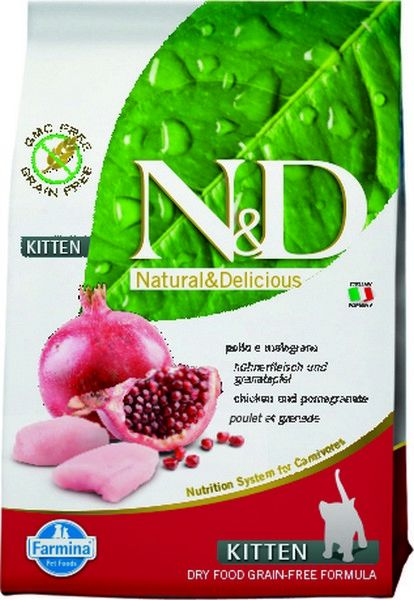 GMO FREE
GRAIN FREE
KITTEN
N&D
Natural&Delicious
ITALIAN
pollo e melograno
hühnerfleisch und
granatapfel
chicken and pomegranate
poulet et grenade
Nutrition System for Carnivores
Farmina
Pet Foods
KITTEN
DRY FOOD GRAIN-FREE FORMULA